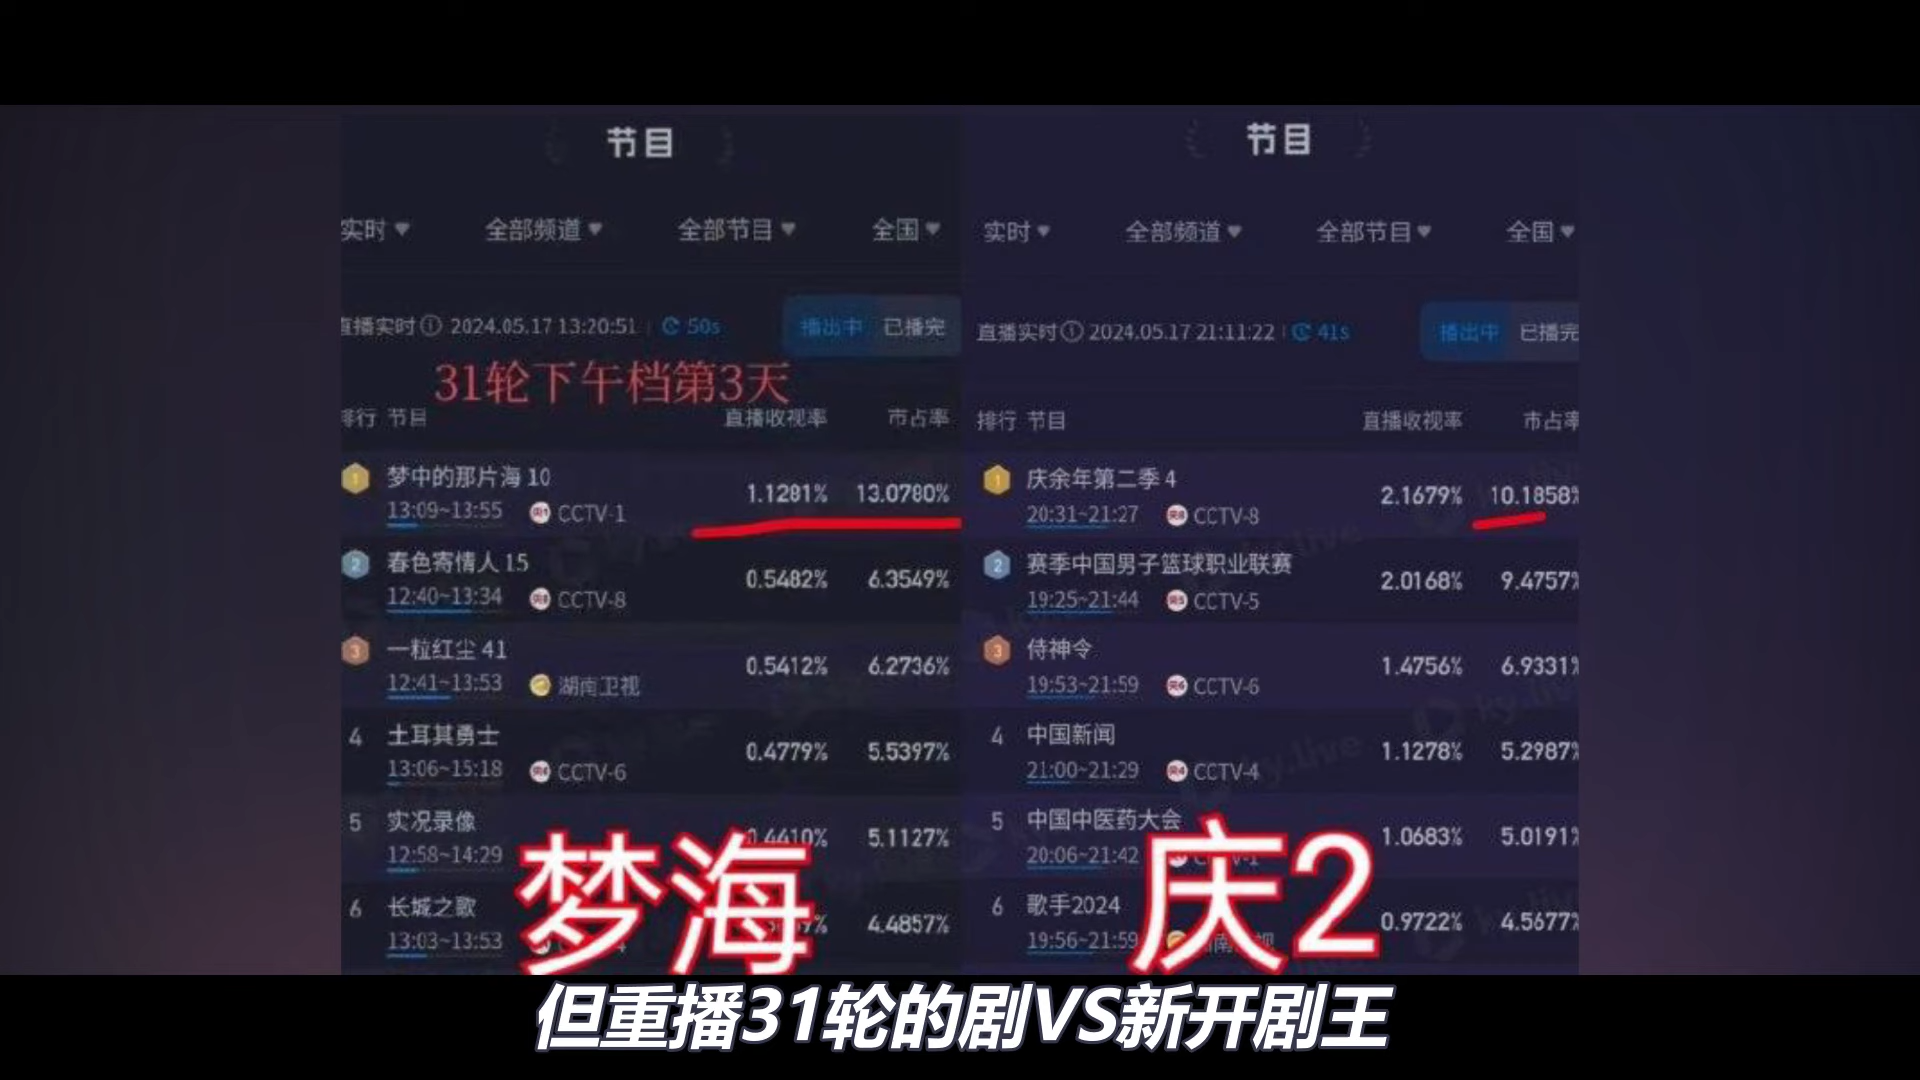 节目
实时 全部频道 全部节目 全国
直播实时 2024.05.17 13:20:51 50s 播出中 已播完
31轮下午档第3天
排行 节目 直播收视率 市占率
1 梦中的那片海 10 1.1281% 13.0780%
13:09~13:55 CCTV-1
2 春色寄情人 15 0.5482% 6.3549%
12:40~13:34 CCTV-8
3 一粒红尘 41 0.5412% 6.2736%
12:41~13:53 湖南卫视
4 土耳其勇士 0.4779% 5.5397%
13:06~15:18 CCTV-6
5 实况录像 0.4410% 5.1127%
12:58~14:29
6 长城之歌 4.4857%
13:03~13:53
梦海
节目
实时 全部频道 全部节目 全国
直播实时 2024.05.17 21:11:22 41s 播出中 已播完
排行 节目 直播收视率 市占率
1 庆余年第二季 4 2.1679% 10.1858%
20:31~21:27 CCTV-8
2 赛季中国男子篮球职业联赛 2.0168% 9.4757%
19:25~21:44 CCTV-5
3 侍神令 1.4756% 6.9331%
19:53~21:59 CCTV-6
4 中国新闻 1.1278% 5.2987%
21:00~21:29 CCTV-4
5 中国中医药大会 1.0683% 5.0191%
20:06~21:42 CCTV-1
6 歌手2024 0.9722% 4.5677%
19:56~21:59
庆2
但重播31轮的剧VS新开剧王